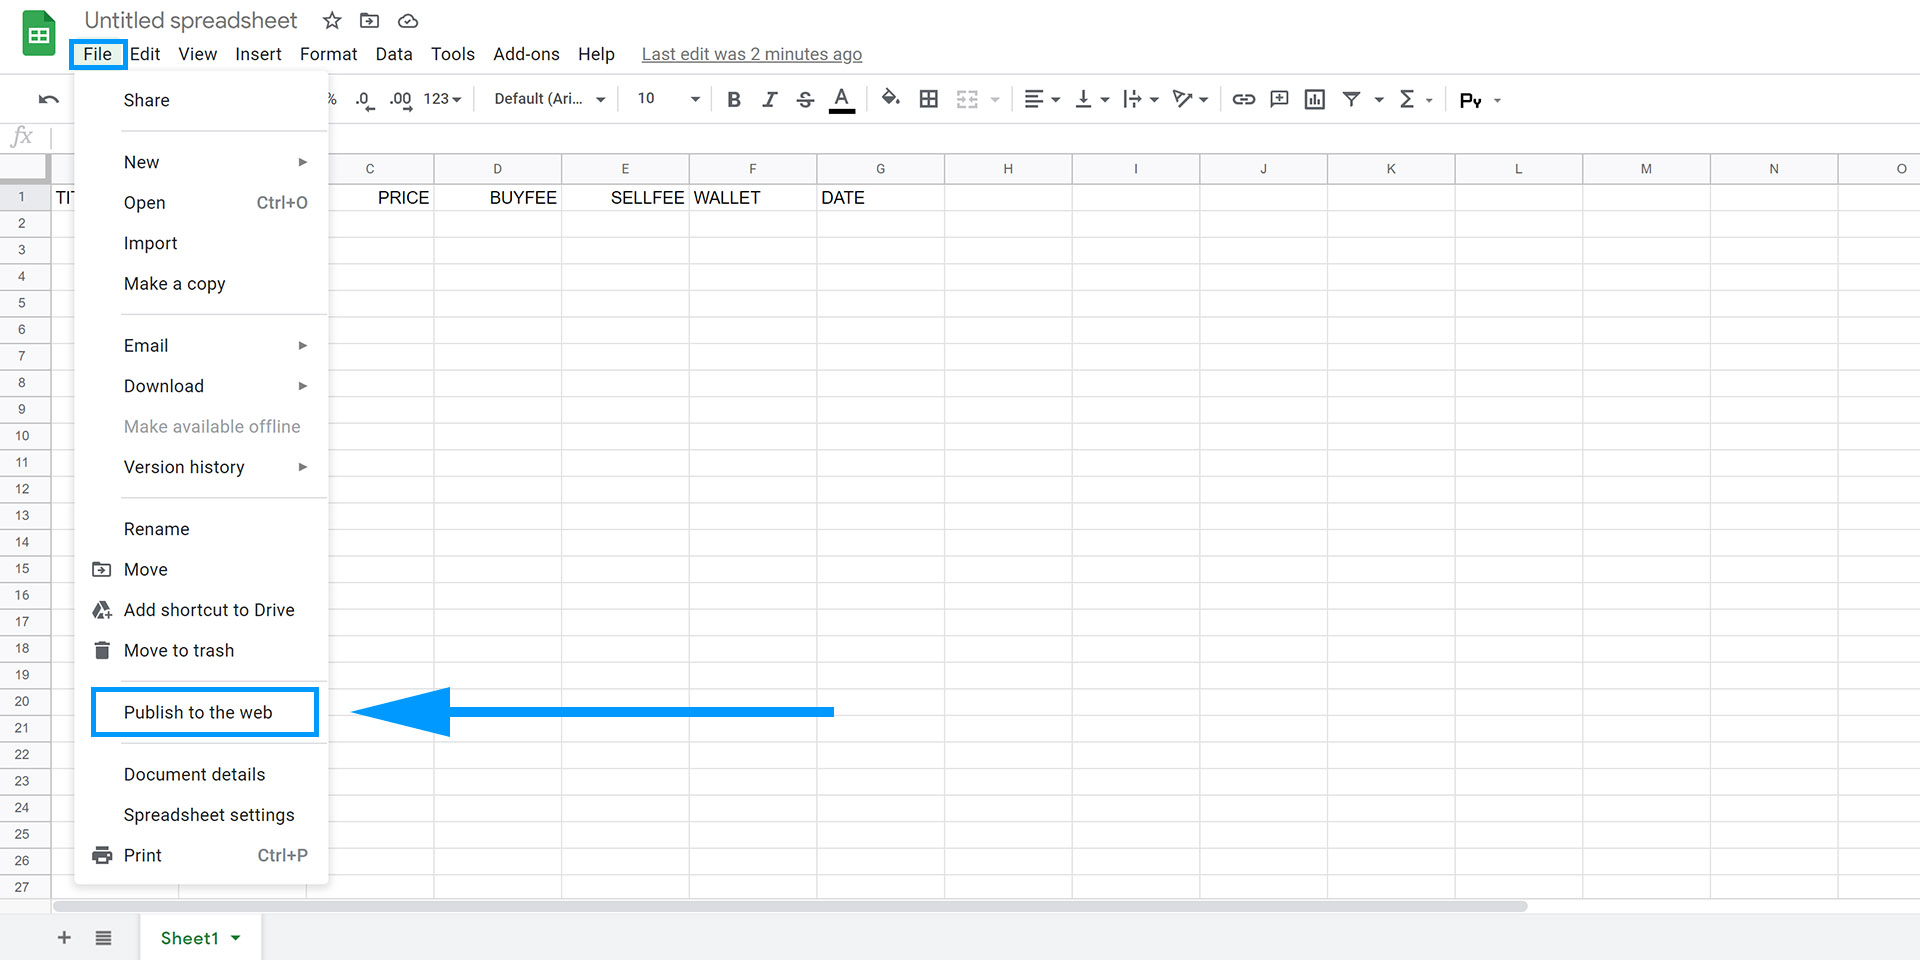 Untitled spreadsheet
File Edit View Insert Format Data Tools Add-ons Help Last edit was 2 minutes ago
% .0 .00 123 Default (Ari... 10 B I S A Σ Py
fx
C D E F G H I J K L M N O
1 PRICE BUYFEE SELLFEE WALLET DATE
2
3
4
5
6
7
8
9
10
11
12
13
14
15
16
17
18
19
20
21
22
23
24
25
26
27
Share
New
Open Ctrl+O
Import
Make a copy
Email
Download
Make available offline
Version history
Rename
Move
Add shortcut to Drive
Move to trash
Publish to the web
Document details
Spreadsheet settings
Print Ctrl+P
+ Sheet1